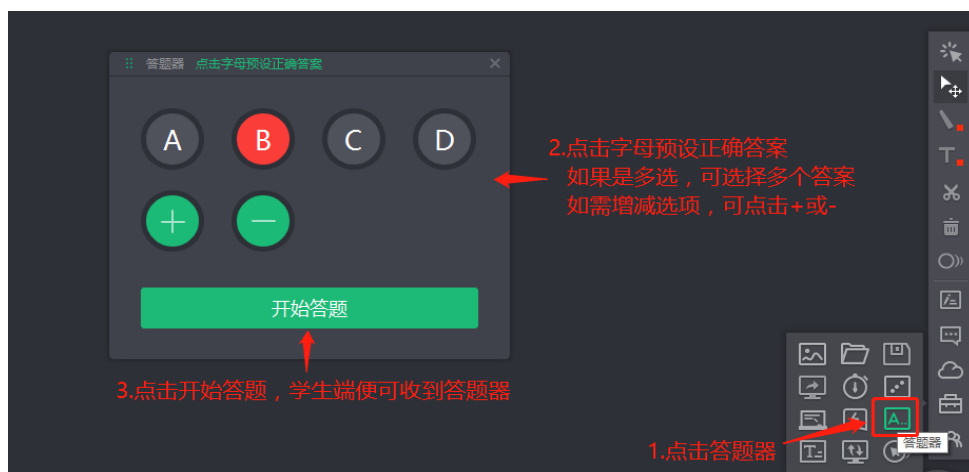 答题器 点击字母预设正确答案
A B C D
2.点击字母预设正确答案
如果是多选，可选择多个答案
如需增减选项，可点击+或-
开始答题
3.点击开始答题，学生端便可收到答题器
1.点击答题器
A..
答题器